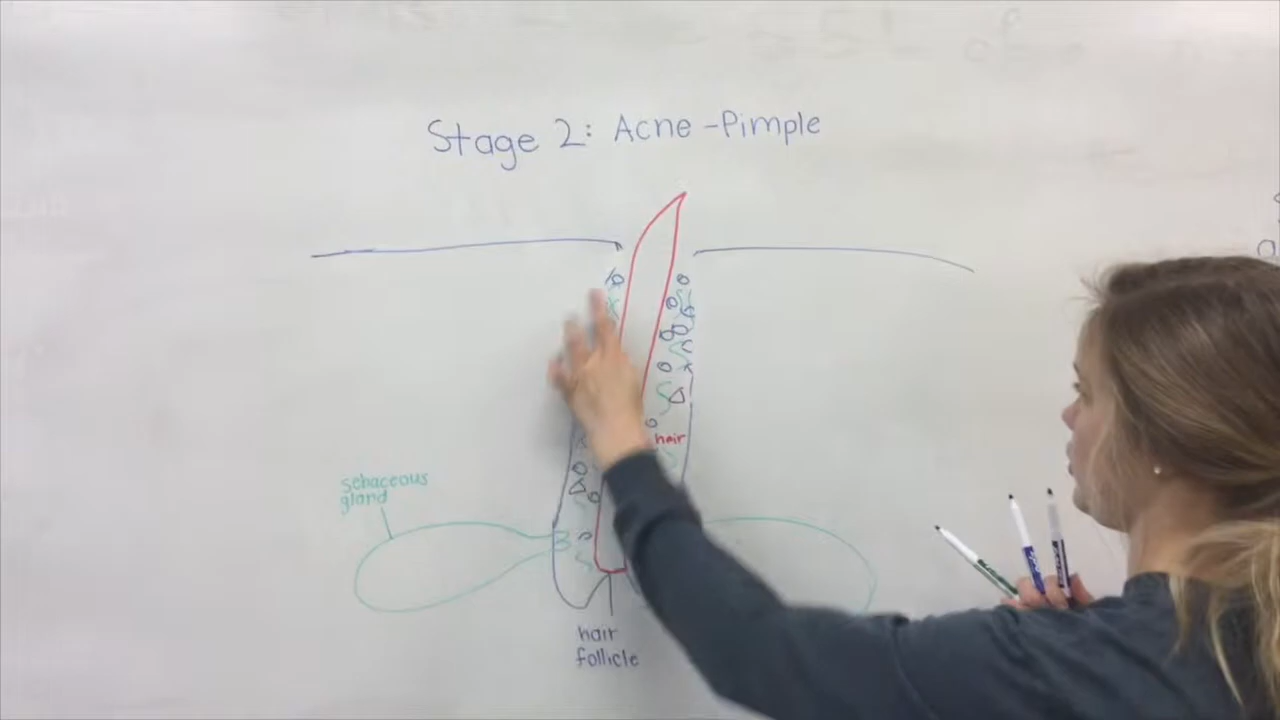 Stage 2: Acne-Pimple
hair
sebaceous
gland
hair
follicle